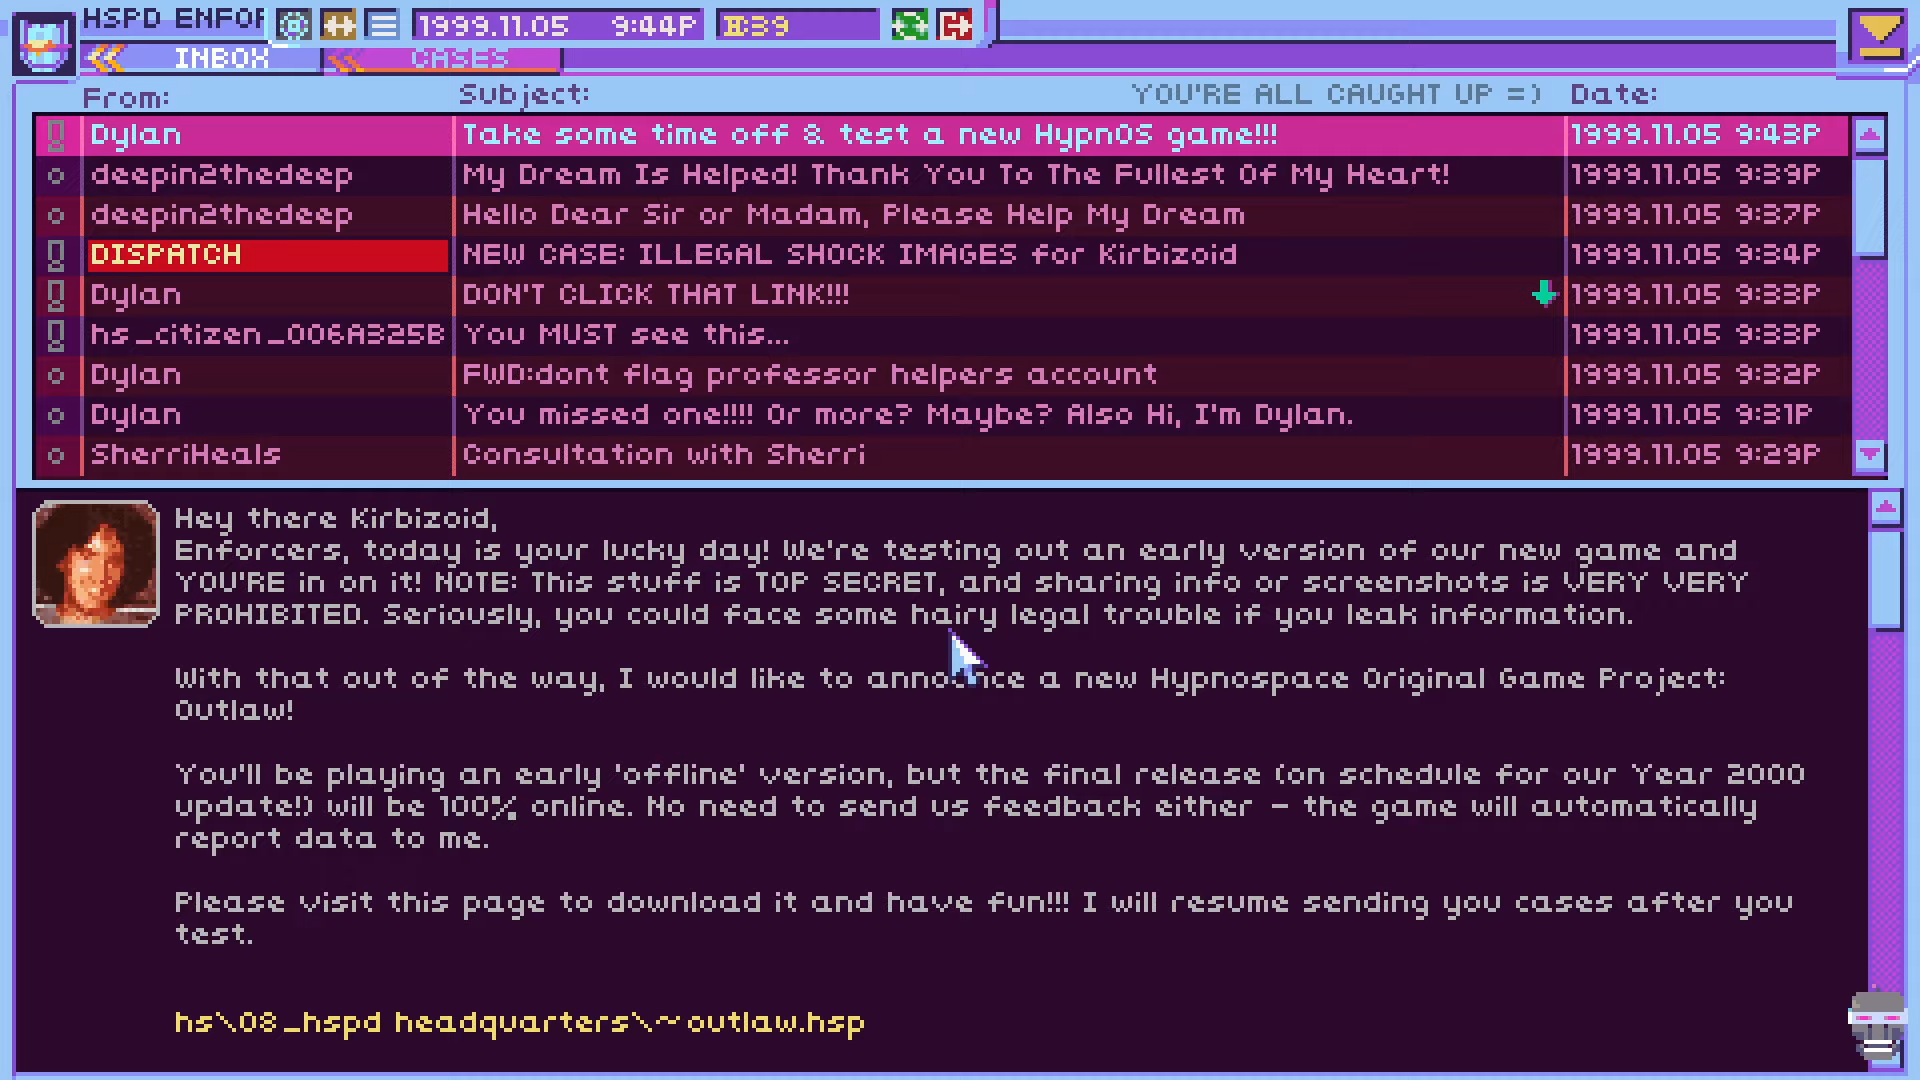 HSPD ENFOR
1999.11.05 9:44P
39
INBOX
CASES
From:
Subject:
YOU'RE ALL CAUGHT UP =)
Date:
Dylan Take some time off & test a new HypnOS game!!! 1999.11.05 9:43P
deepin2thedeep My Dream Is Helped! Thank You To The Fullest Of My Heart! 1999.11.05 9:39P
deepin2thedeep Hello Dear Sir or Madam, Please Help My Dream 1999.11.05 9:37P
DISPATCH NEW CASE: ILLEGAL SHOCK IMAGES for Kirbizoid 1999.11.05 9:34P
Dylan DON'T CLICK THAT LINK!!! 1999.11.05 9:33P
hs_citizen_006A325B You MUST see this... 1999.11.05 9:33P
Dylan FWD:dont flag professor helpers account 1999.11.05 9:32P
Dylan You missed one!!!! Or more? Maybe? Also Hi, I'm Dylan. 1999.11.05 9:31P
SherriHeals Consultation with Sherri 1999.11.05 9:29P
Hey there Kirbizoid,
Enforcers, today is your lucky day! We're testing out an early version of our new game and
YOU'RE in on it! NOTE: This stuff is TOP SECRET, and sharing info or screenshots is VERY VERY
PROHIBITED. Seriously, you could face some hairy legal trouble if you leak information.
With that out of the way, I would like to announce a new Hypnospace Original Game Project:
Outlaw!
You'll be playing an early 'offline' version, but the final release (on schedule for our Year 2000
update!) will be 100% online. No need to send us feedback either - the game will automatically
report data to me.
Please visit this page to download it and have fun!!! I will resume sending you cases after you
test.
hs\08_hspd headquarters\~outlaw.hsp